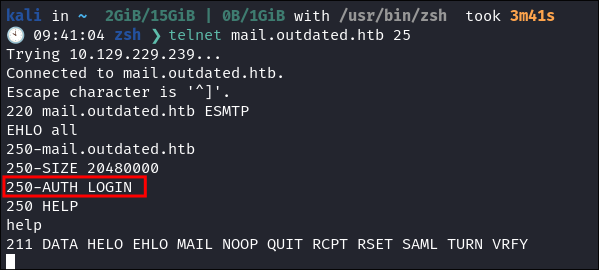 kali in ~  2GiB/15GiB | 0B/1GiB with /usr/bin/zsh  took 3m41s
🕙 09:41:04 zsh ❯ telnet mail.outdated.htb 25
Trying 10.129.229.239...
Connected to mail.outdated.htb.
Escape character is '^]'.
220 mail.outdated.htb ESMTP
EHLO all
250-mail.outdated.htb
250-SIZE 20480000
250-AUTH LOGIN
250 HELP
help
211 DATA HELO EHLO MAIL NOOP QUIT RCPT RSET SAML TURN VRFY